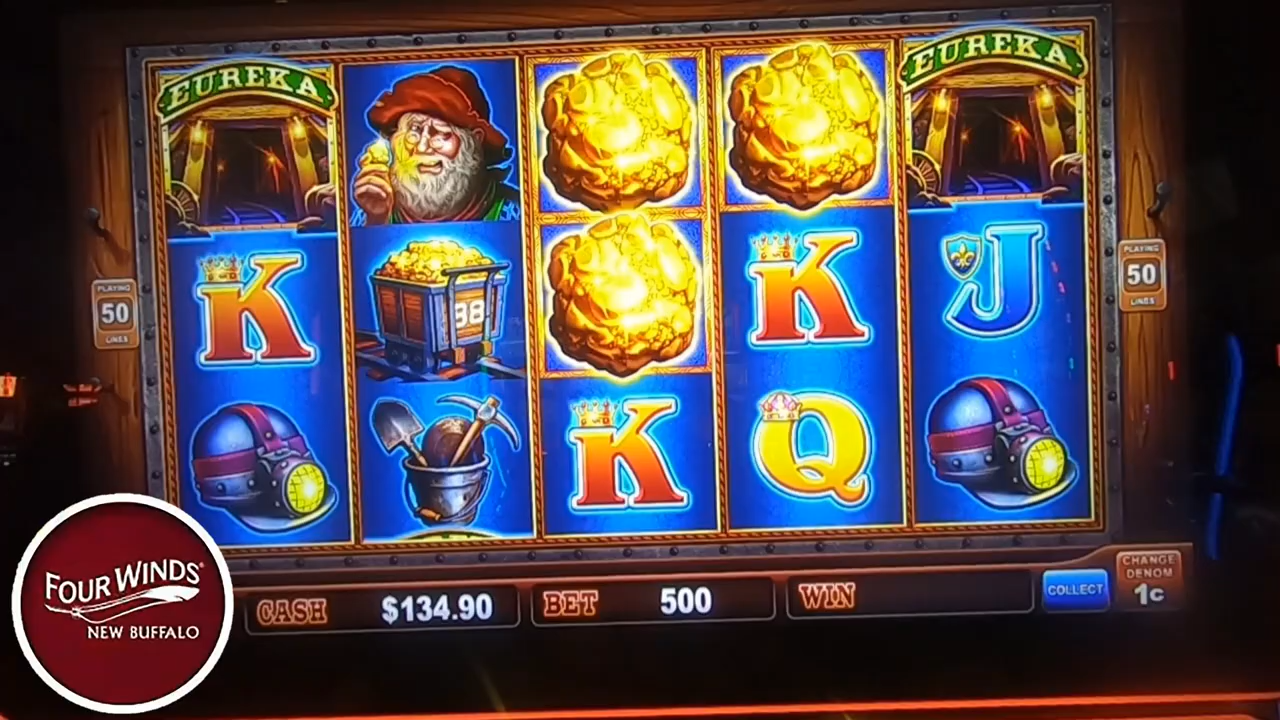 EUREKA
EUREKA
PLAYING
50
LINES
K
38
K
J
PLAYING
50
LINES
K
Q
FOUR WINDS®
NEW BUFFALO
CASH $134.90
BET 500
WIN
COLLECT
CHANGE
DENOM
1¢